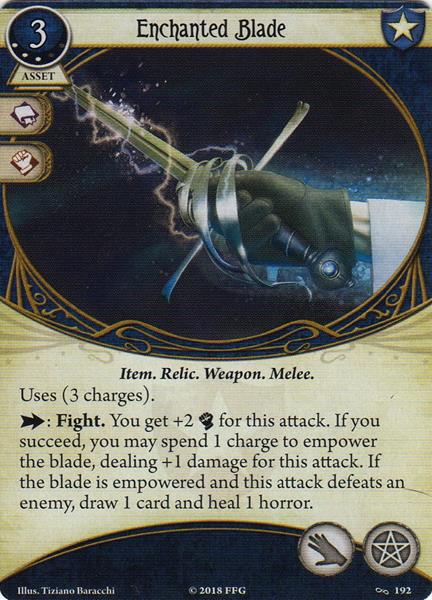 3
Enchanted Blade
ASSET
Item. Relic. Weapon. Melee.
Uses (3 charges).
: Fight. You get +2 for this attack. If you
succeed, you may spend 1 charge to empower
the blade, dealing +1 damage for this attack. If
the blade is empowered and this attack defeats an
enemy, draw 1 card and heal 1 horror.
Illus. Tiziano Baracchi
© 2018 FFG
192